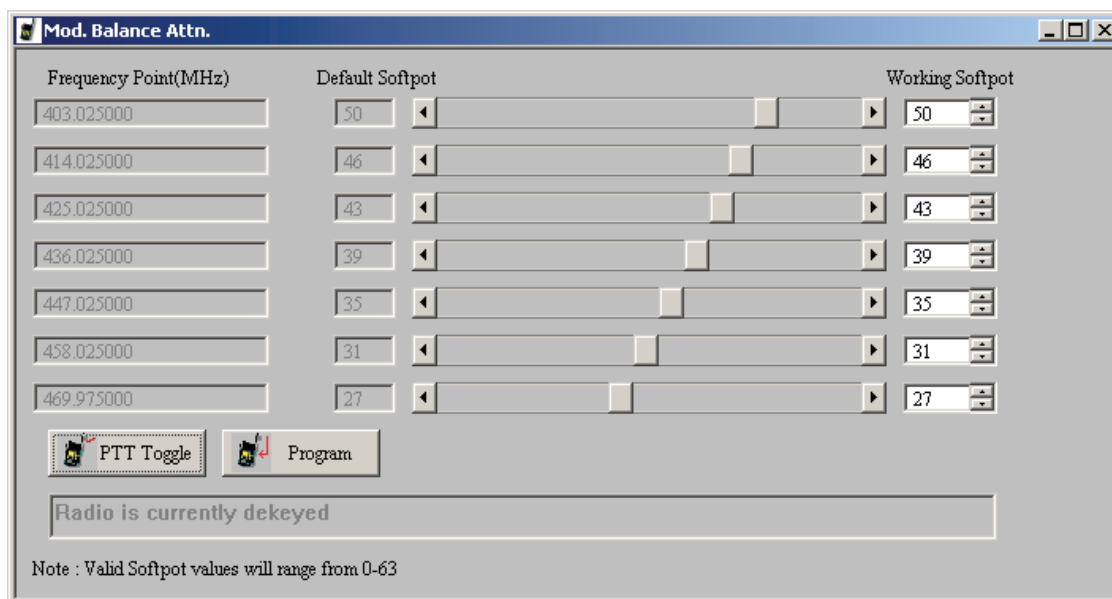 Mod. Balance Attn.
Frequency Point(MHz) Default Softpot Working Softpot
403.025000 50 50
414.025000 46 46
425.025000 43 43
436.025000 39 39
447.025000 35 35
458.025000 31 31
469.975000 27 27
PTT Toggle Program
Radio is currently dekeyed
Note : Valid Softpot values will range from 0-63